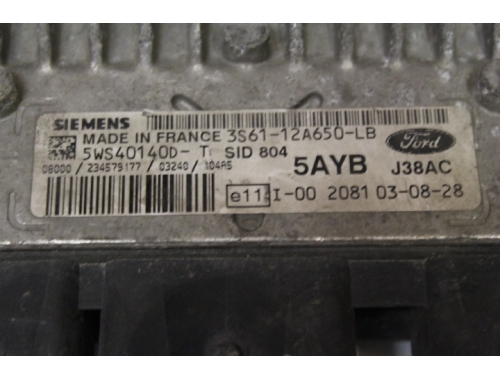 SIEMENS
MADE IN FRANCE 3S61-12A650-LB
Ford
5WS40140D-T SID 804
5AYB J38AC
08000 / 234579177 / 03240 / 104A5
e11 I-00 2081 03-08-28